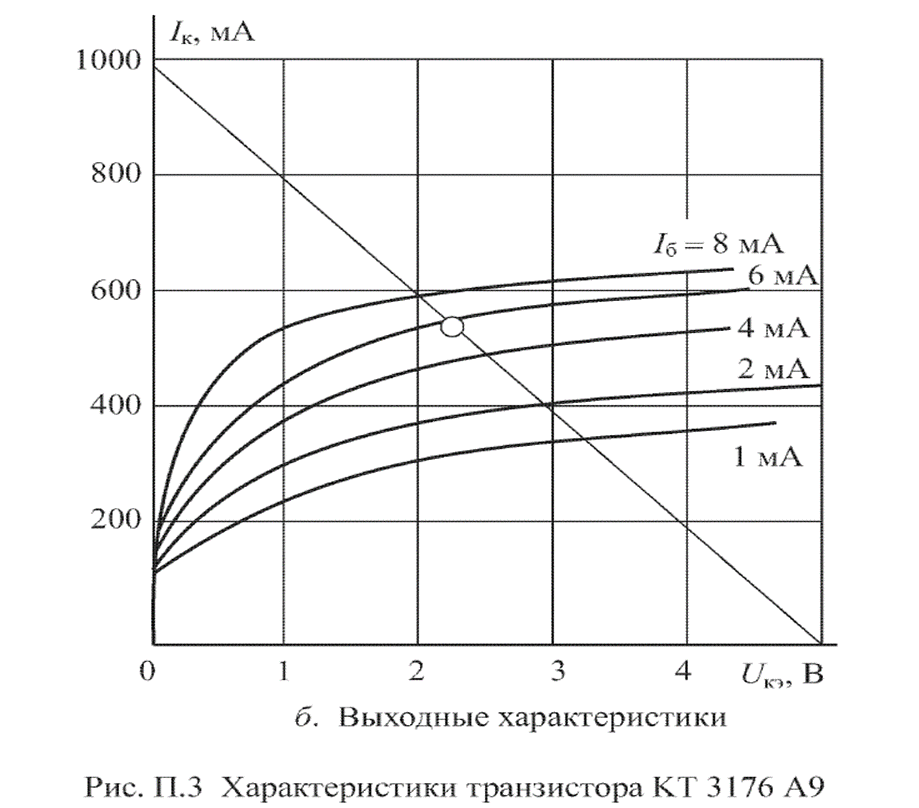 Iк, мА
1000
800
Iб = 8 мА
6 мА
600
4 мА
2 мА
400
1 мА
200
0 1 2 3 4 Uкэ, В
б. Выходные характеристики
Рис. П.3 Характеристики транзистора КТ 3176 А9